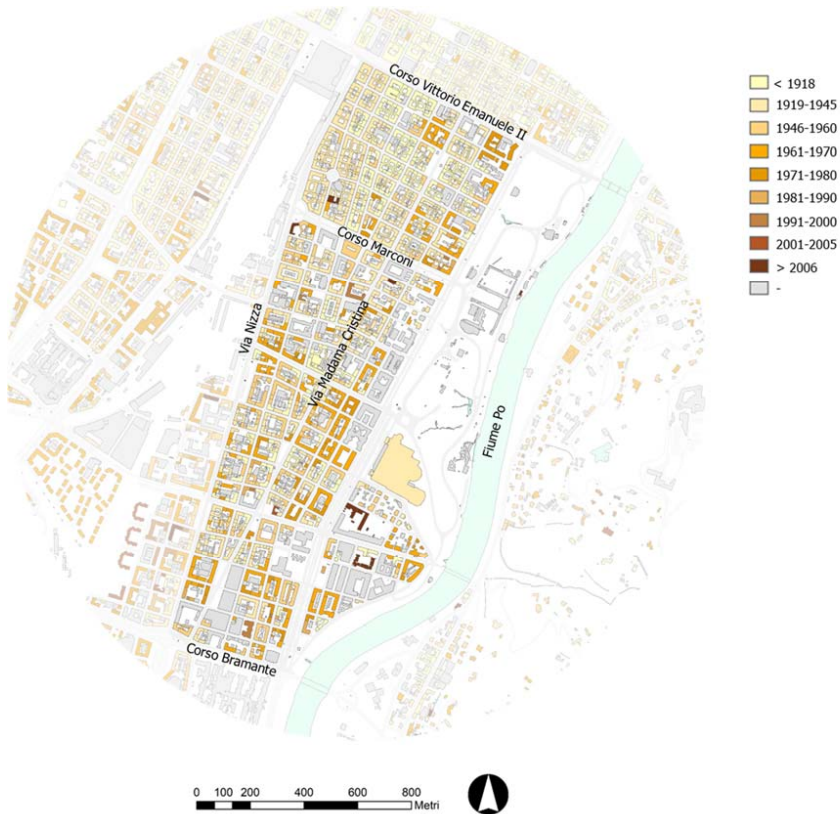 Corso Vittorio Emanuele II
Corso Marconi
Via Nizza
Via Madama Cristina
Fiume Po
Corso Bramante
< 1918
1919-1945
1946-1960
1961-1970
1971-1980
1981-1990
1991-2000
2001-2005
> 2006
-
0 100 200 400 600 800
Metri